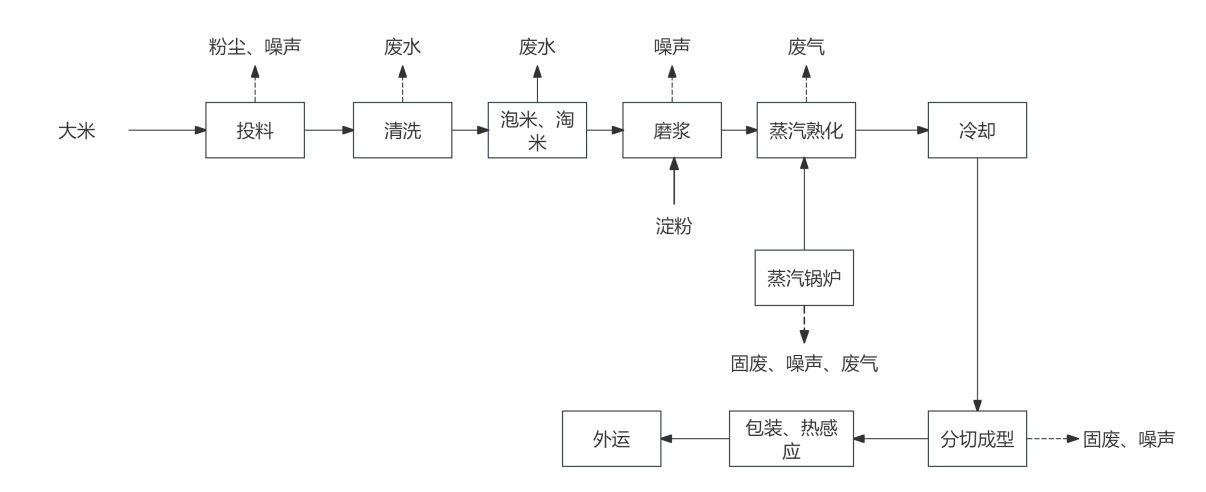 粉尘、噪声
废水
废水
噪声
废气
大米
投料
清洗
泡米、淘
米
磨浆
蒸汽熟化
冷却
淀粉
蒸汽锅炉
固废、噪声、废气
外运
包装、热感
应
分切成型
固废、噪声